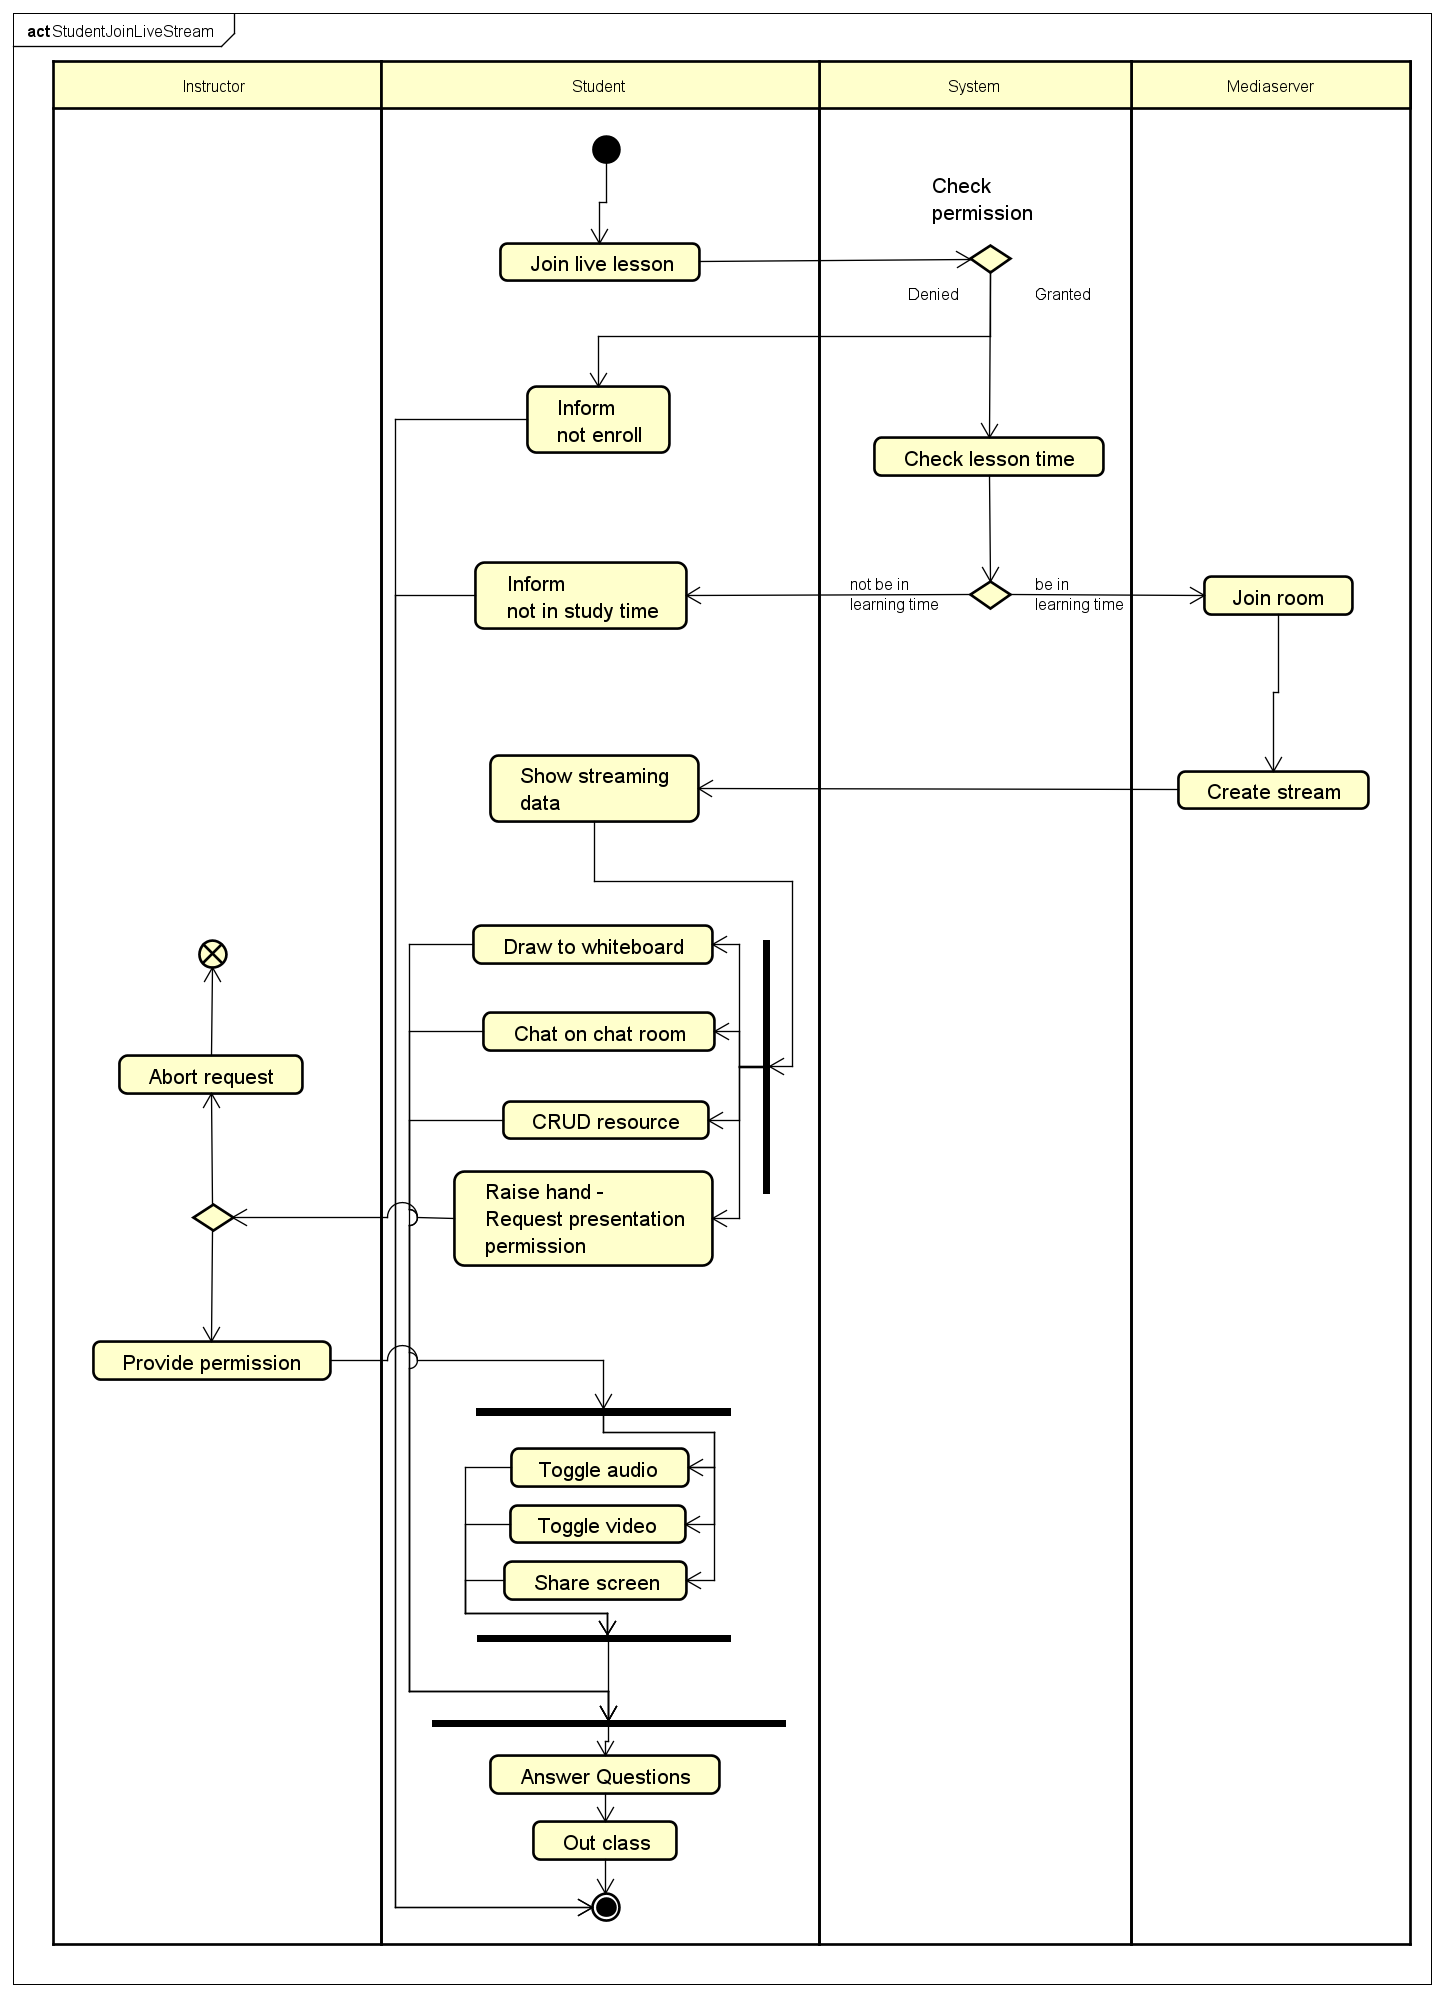 act StudentJoinLiveStream
Instructor
Student
System
Mediaserver
Check
permission
Join live lesson
Denied
Granted
Inform
not enroll
Check lesson time
Inform
not in study time
not be in
learning time
be in
learning time
Join room
Show streaming
data
Create stream
Draw to whiteboard
Chat on chat room
Abort request
CRUD resource
Raise hand -
Request presentation
permission
Provide permission
Toggle audio
Toggle video
Share screen
Answer Questions
Out class